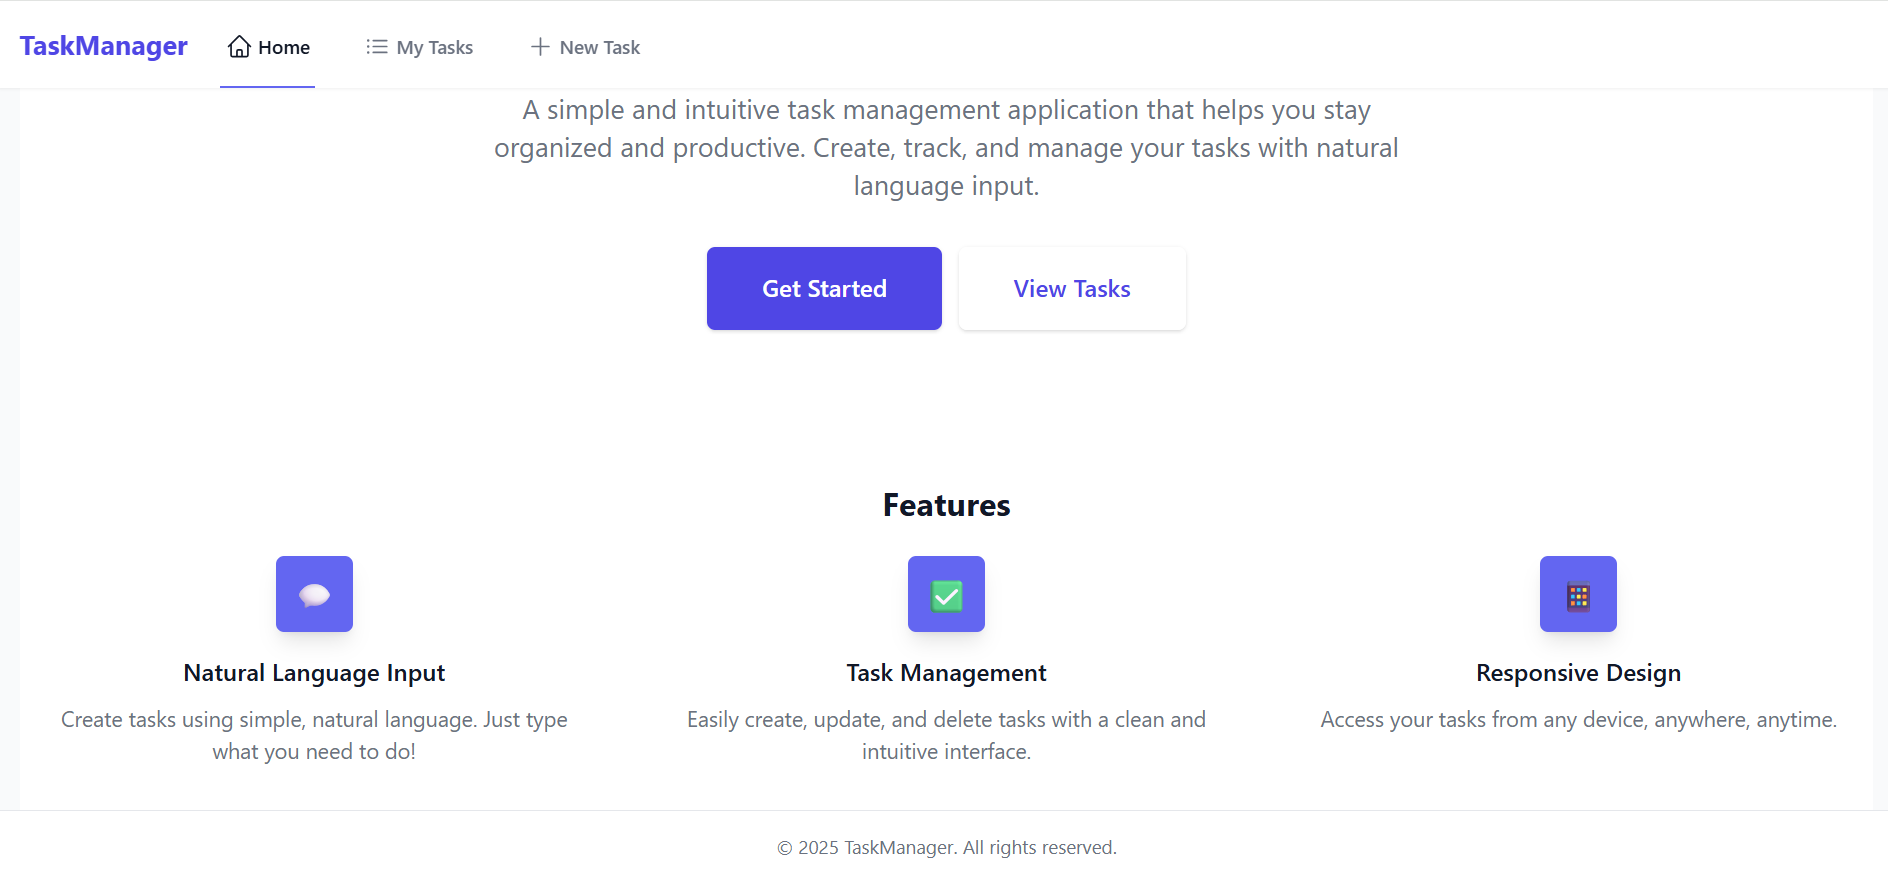 TaskManager
Home
My Tasks
New Task
A simple and intuitive task management application that helps you stay
organized and productive. Create, track, and manage your tasks with natural
language input.
Get Started
View Tasks
Features
Natural Language Input
Create tasks using simple, natural language. Just type
what you need to do!
Task Management
Easily create, update, and delete tasks with a clean and
intuitive interface.
Responsive Design
Access your tasks from any device, anywhere, anytime.
© 2025 TaskManager. All rights reserved.